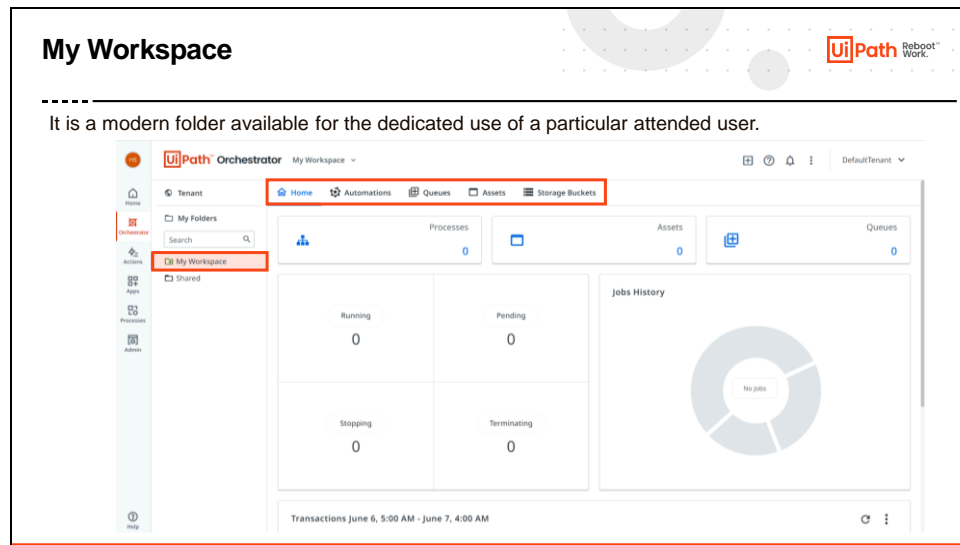 My Workspace
UiPath™ Reboot™ Work.
It is a modern folder available for the dedicated use of a particular attended user.
HS
UiPath™ Orchestrator My Workspace
DefaultTenant
Home
Orchestrator
Actions
Apps
Processes
Admin
Help
Tenant
My Folders
Search
My Workspace
Shared
Home Automations Queues Assets Storage Buckets
Processes
0
Assets
0
Queues
0
Running
0
Pending
0
Stopping
0
Terminating
0
Jobs History
No Jobs
Transactions June 6, 5:00 AM - June 7, 4:00 AM